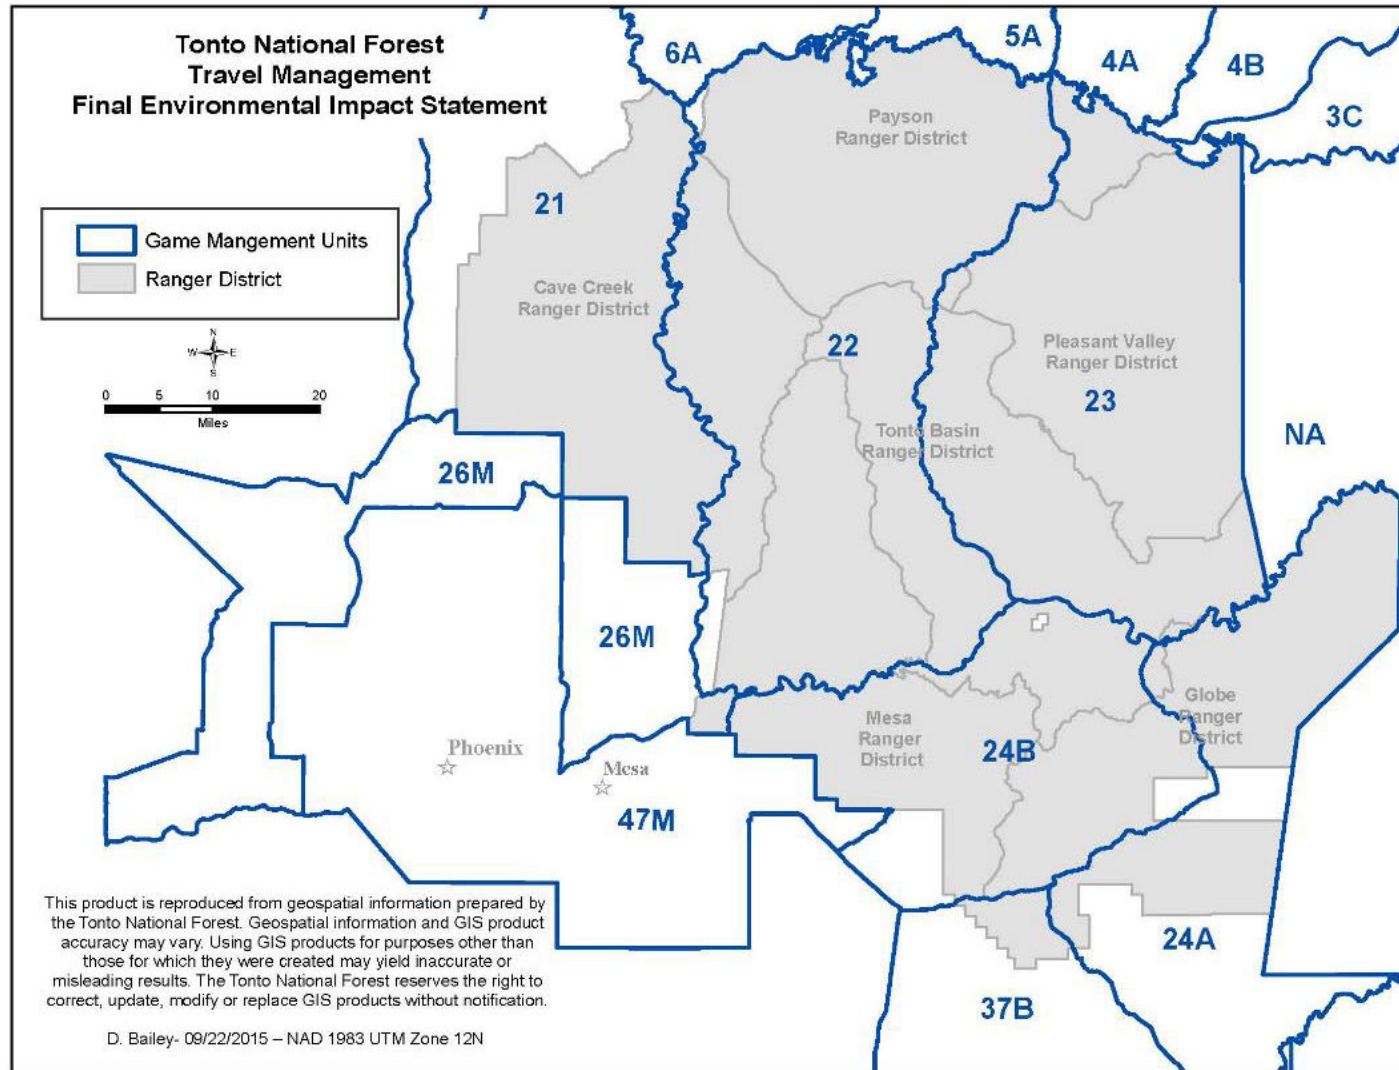 Tonto National Forest
Travel Management
Final Environmental Impact Statement
6A
5A
4A
4B
3C
Payson
Ranger District
21
Game Mangement Units
Ranger District
Cave Creek
Ranger District
N
W E
S
0 5 10 20
Miles
22
Pleasant Valley
Ranger District
23
Tonto Basin
Ranger District
NA
26M
26M
Globe
Ranger
District
Mesa
Ranger
District
24B
Phoenix
Mesa
47M
24A
37B
This product is reproduced from geospatial information prepared by
the Tonto National Forest. Geospatial information and GIS product
accuracy may vary. Using GIS products for purposes other than
those for which they were created may yield inaccurate or
misleading results. The Tonto National Forest reserves the right to
correct, update, modify or replace GIS products without notification.
D. Bailey- 09/22/2015 – NAD 1983 UTM Zone 12N